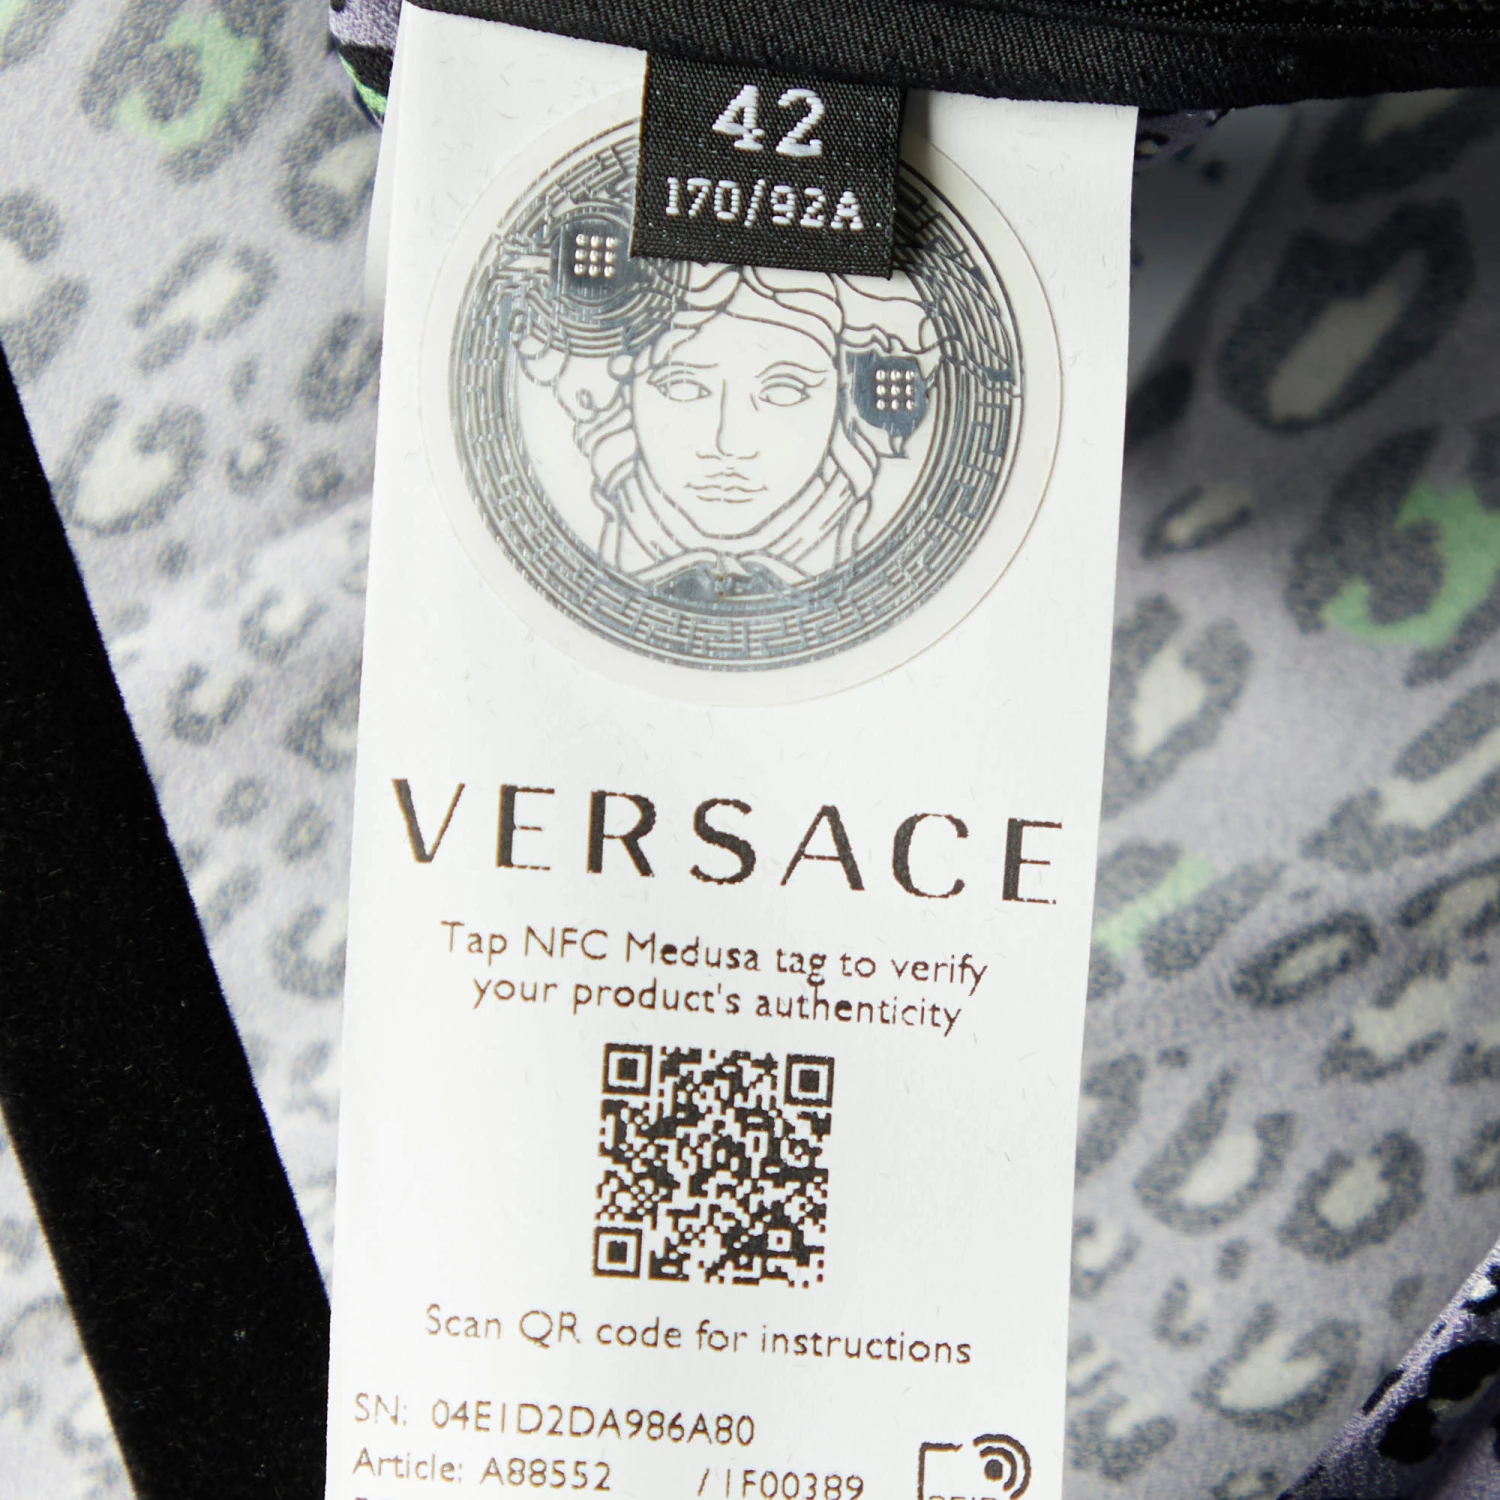 42
170/92A
VERSACE
Tap NFC Medusa tag to verify
your product's authenticity
Scan QR code for instructions
SN: 04E1D2DA986A80
Article: A88552 / 1F00389